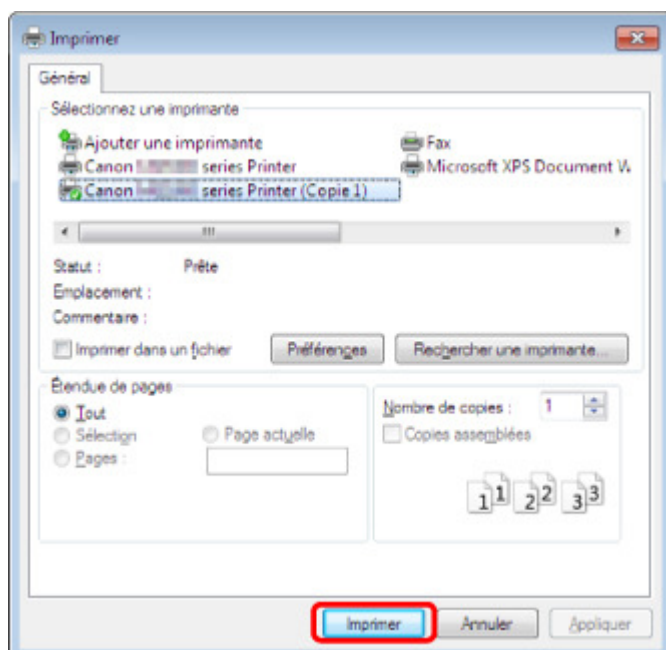 Imprimer
Général
Sélectionnez une imprimante
Ajouter une imprimante
Fax
Canon series Printer
Microsoft XPS Document
Canon series Printer (Copie 1)
Statut : Prête
Emplacement :
Commentaire :
Imprimer dans un fichier
Préférences
Rechercher une imprimante...
Étendue de pages
Tout
Sélection
Page actuelle
Pages :
Nombre de copies : 1
Copies assemblées
1 1 2 2 3 3
Imprimer
Annuler
Appliquer